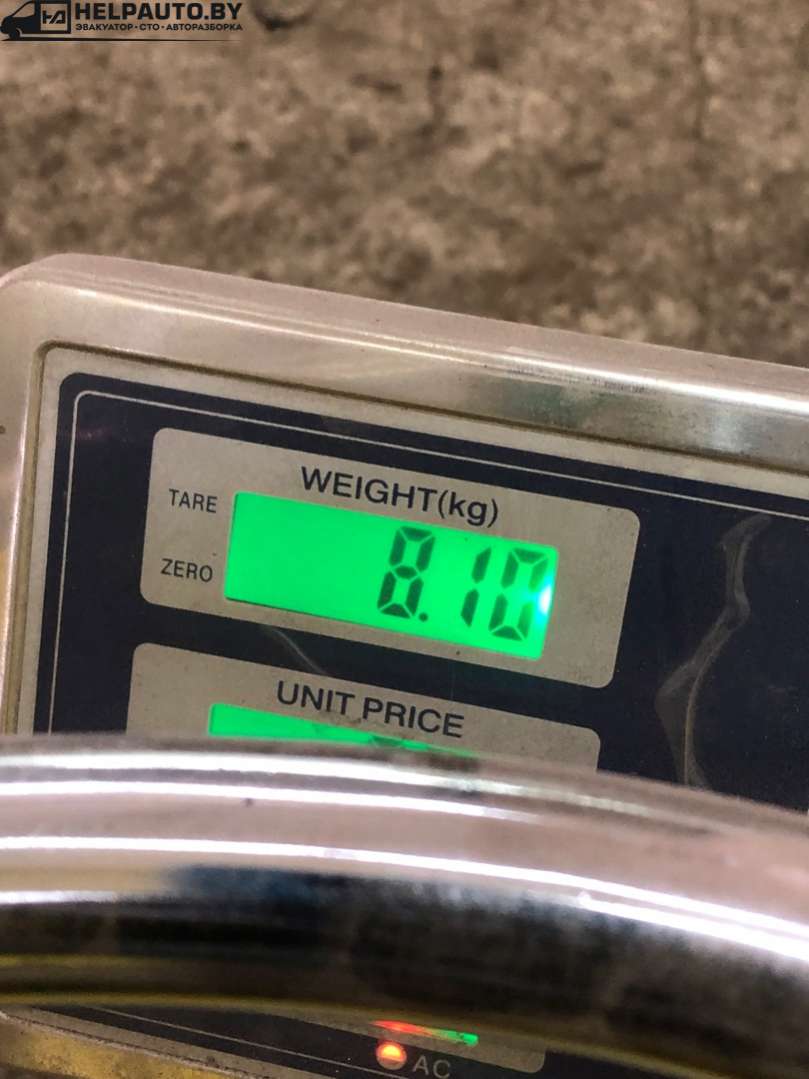 HELPAUTO.BY
ЭВАКУАТОР·СТО·АВТОРАЗБОРКА
WEIGHT(kg)
TARE
8.10
ZERO
UNIT PRICE
AC